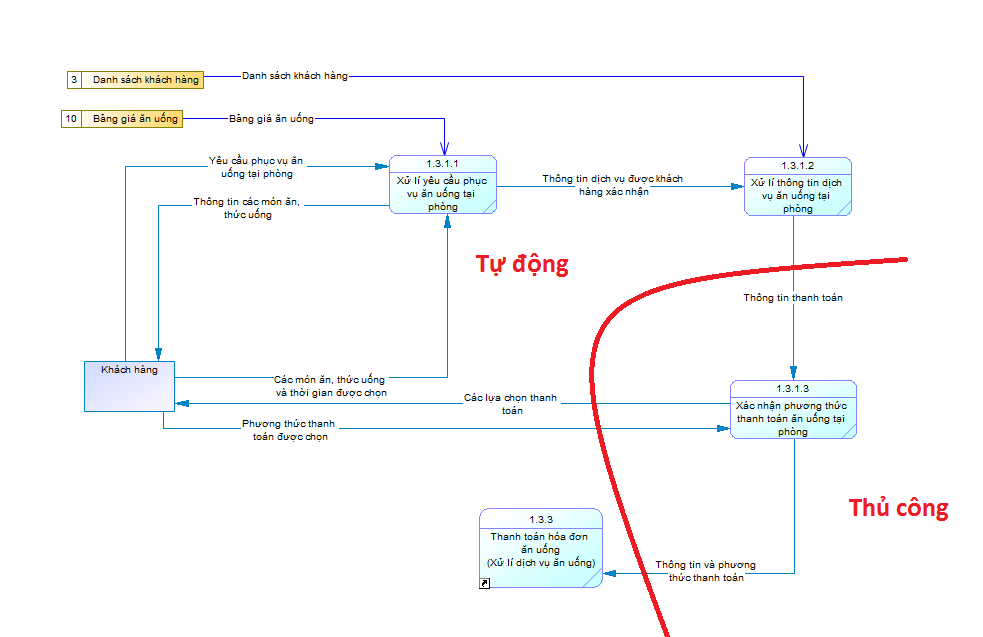 3 Danh sách khách hàng
Danh sách khách hàng
10 Bảng giá ăn uống
Bảng giá ăn uống
1.3.1.1
Xử lí yêu cầu phục
vụ ăn uống tại
phòng
1.3.1.2
Xử lí thông tin dịch
vụ ăn uống tại
phòng
Yêu cầu phục vụ ăn
uống tại phòng
Thông tin dịch vụ được khách
hàng xác nhận
Thông tin các món ăn,
thức uống
Tự động
Thông tin thanh toán
Khách hàng
Các món ăn, thức uống
và thời gian được chọn
Các lựa chọn thanh
toán
1.3.1.3
Xác nhận phương thức
thanh toán ăn uống tại
phòng
Phương thức thanh
toán được chọn
Thủ công
1.3.3
Thanh toán hóa đơn
ăn uống
(Xử lí dịch vụ ăn uống)
Thông tin và phương
thức thanh toán